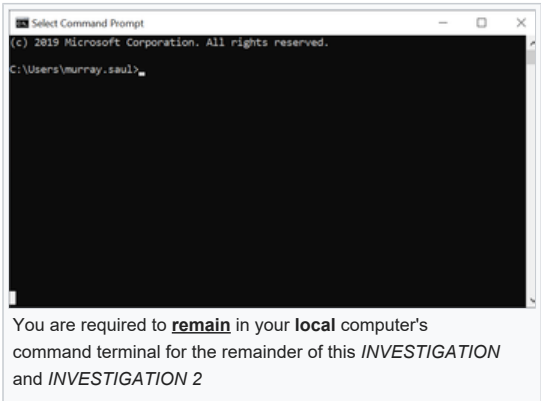 Select Command Prompt
(c) 2019 Microsoft Corporation. All rights reserved.
C:\Users\murray.saul>
You are required to remain in your local computer's
command terminal for the remainder of this INVESTIGATION
and INVESTIGATION 2